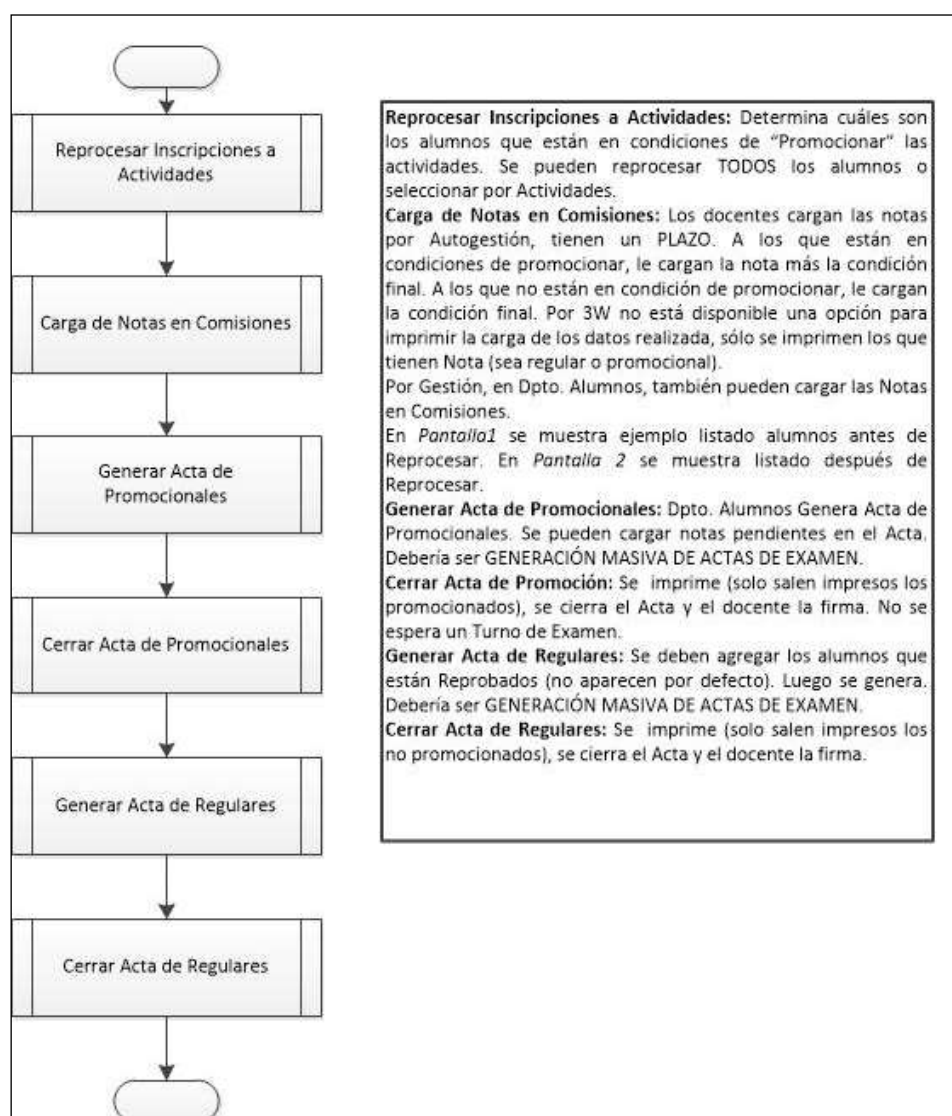 Reprocesar Inscripciones a
Actividades
Carga de Notas en Comisiones
Generar Acta de
Promocionales
Cerrar Acta de Promocionales
Generar Acta de Regulares
Cerrar Acta de Regulares
Reprocesar Inscripciones a Actividades: Determina cuáles son
los alumnos que están en condiciones de “Promocionar” las
actividades. Se pueden reprocesar TODOS los alumnos o
seleccionar por Actividades.
Carga de Notas en Comisiones: Los docentes cargan las notas
por Autogestión, tienen un PLAZO. A los que están en
condiciones de promocionar, le cargan la nota más la condición
final. A los que no están en condición de promocionar, le cargan
la condición final. Por 3W no está disponible una opción para
imprimir la carga de los datos realizada, sólo se imprimen los que
tienen Nota (sea regular o promocional).
Por Gestión, en Dpto. Alumnos, también pueden cargar las Notas
en Comisiones.
En Pantalla1 se muestra ejemplo listado alumnos antes de
Reprocesar. En Pantalla 2 se muestra listado después de
Reprocesar.
Generar Acta de Promocionales: Dpto. Alumnos Genera Acta de
Promocionales. Se pueden cargar notas pendientes en el Acta.
Debería ser GENERACIÓN MASIVA DE ACTAS DE EXAMEN.
Cerrar Acta de Promoción: Se imprime (solo salen impresos los
promocionados), se cierra el Acta y el docente la firma. No se
espera un Turno de Examen.
Generar Acta de Regulares: Se deben agregar los alumnos que
están Reprobados (no aparecen por defecto). Luego se genera.
Debería ser GENERACIÓN MASIVA DE ACTAS DE EXAMEN.
Cerrar Acta de Regulares: Se imprime (solo salen impresos los
no promocionados), se cierra el Acta y el docente la firma.